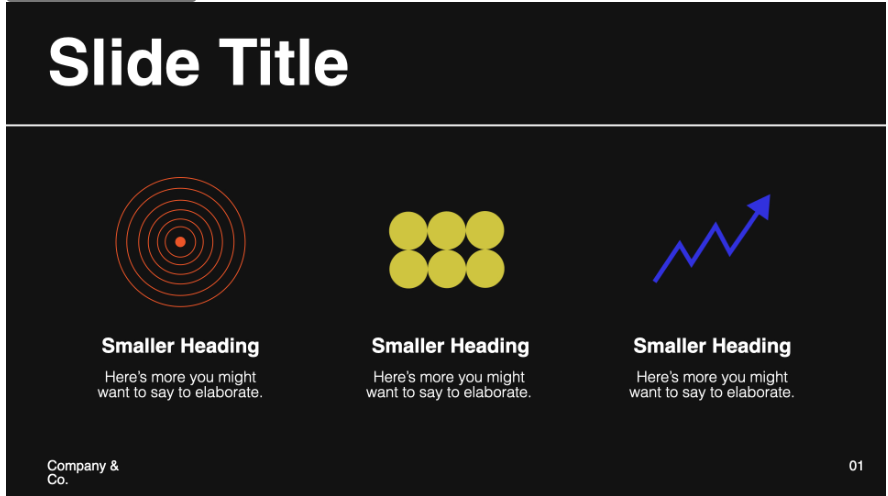 Slide Title
Smaller Heading
Here's more you might
want to say to elaborate.
Smaller Heading
Here's more you might
want to say to elaborate.
Smaller Heading
Here's more you might
want to say to elaborate.
Company &
Co.
01